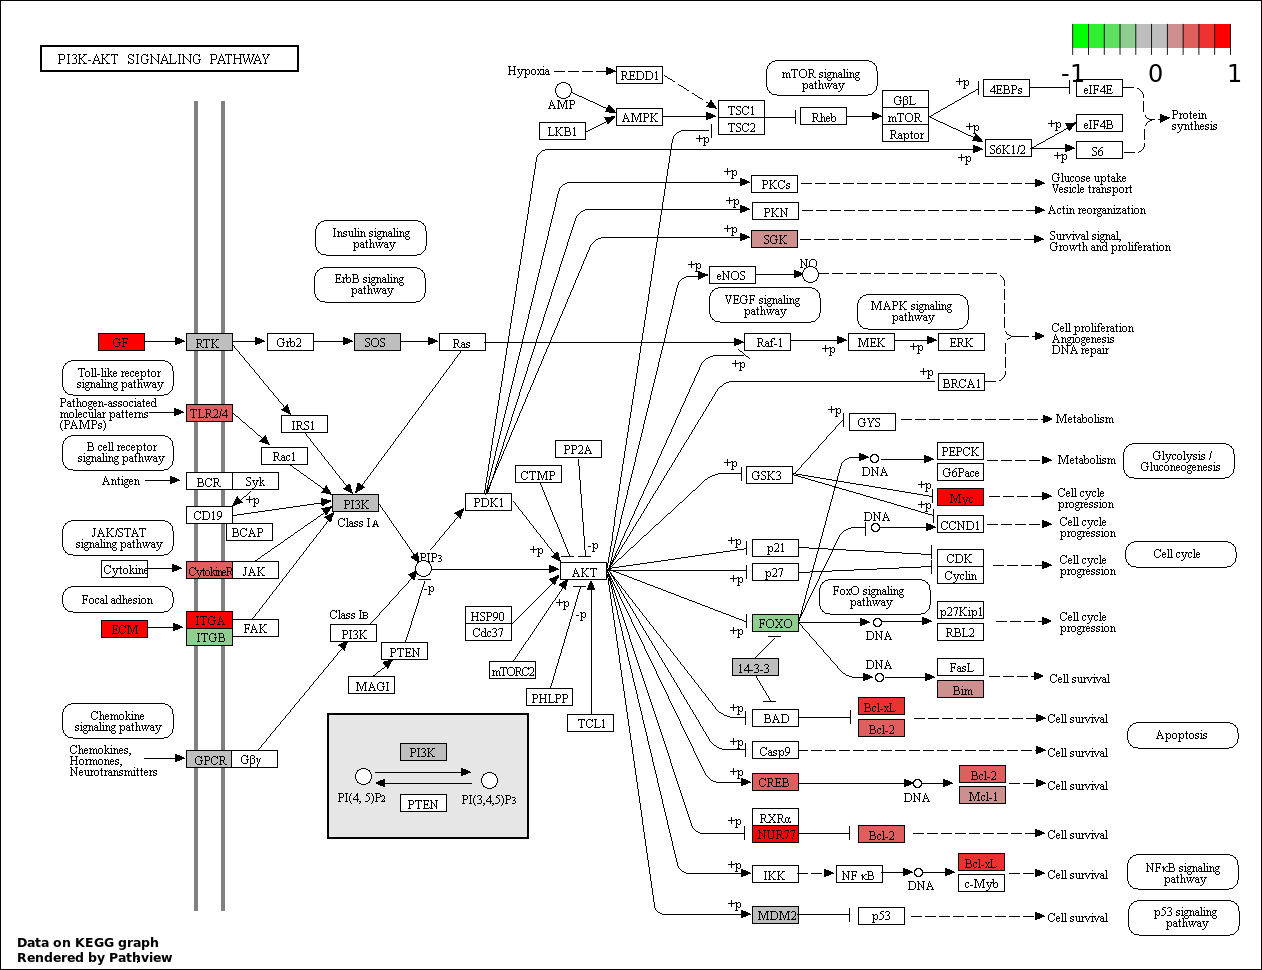 PI3K-AKT SIGNALING PATHWAY
-1 0 1
Hypoxia
REDD1
mTOR signaling
pathway
AMP
LKB1
AMPK
TSC1
TSC2
+p
Rheb
GβL
mTOR
Raptor
+p
4EBPs
eIF4E
+p
+p
S6K1/2
+p
eIF4B
+p
S6
Protein
synthesis
+p
PKCs
Glucose uptake
Vesicle transport
+p
PKN
Actin reorganization
+p
SGK
Survival signal,
Growth and proliferation
Insulin signaling
pathway
ErbB signaling
pathway
+p
eNOS
NO
VEGF signaling
pathway
MAPK signaling
pathway
GF
RTK
Grb2
SOS
Ras
Raf-1
+p
MEK
+p
ERK
+p
Cell proliferation
Angiogenesis
DNA repair
+p
BRCA1
Toll-like receptor
signaling pathway
Pathogen-associated
molecular patterns
(PAMPs)
TLR2/4
IRS1
Rac1
B cell receptor
signaling pathway
Antigen
BCR
Syk
+p
CD19
BCAP
PI3K
Class IA
JAK/STAT
signaling pathway
Cytokine
CytokineR
JAK
Focal adhesion
ECM
ITGA
ITGB
FAK
Chemokine
signaling pathway
Chemokines,
Hormones,
Neurotransmitters
GPCR
Gβγ
Class IB
PI3K
PTEN
MAGI
PIP3
-p
PDK1
CTMP
PP2A
+p
-p
AKT
HSP90
Cdc37
mTORC2
+p
-p
PHLPP
TCL1
PI3K
PI(4, 5)P2
PI(3,4,5)P3
PTEN
+p
GYS
Metabolism
+p
GSK3
DNA
PEPCK
G6Pace
Metabolism
Glycolysis /
Gluconeogenesis
+p
Myc
Cell cycle
progression
+p
DNA
CCND1
Cell cycle
progression
+p
p21
+p
p27
CDK
Cyclin
Cell cycle
progression
Cell cycle
FoxO signaling
pathway
+p
FOXO
DNA
p27Kip1
RBL2
Cell cycle
progression
14-3-3
DNA
FasL
Bim
Cell survival
+p
BAD
Bcl-xL
Bcl-2
Cell survival
Apoptosis
+p
Casp9
Cell survival
+p
CREB
DNA
Bcl-2
Mcl-1
Cell survival
+p
RXRα
NUR77
Bcl-2
Cell survival
+p
IKK
NFκB
DNA
Bcl-xL
c-Myb
Cell survival
NFκB signaling
pathway
+p
MDM2
p53
Cell survival
p53 signaling
pathway
Data on KEGG graph
Rendered by Pathview